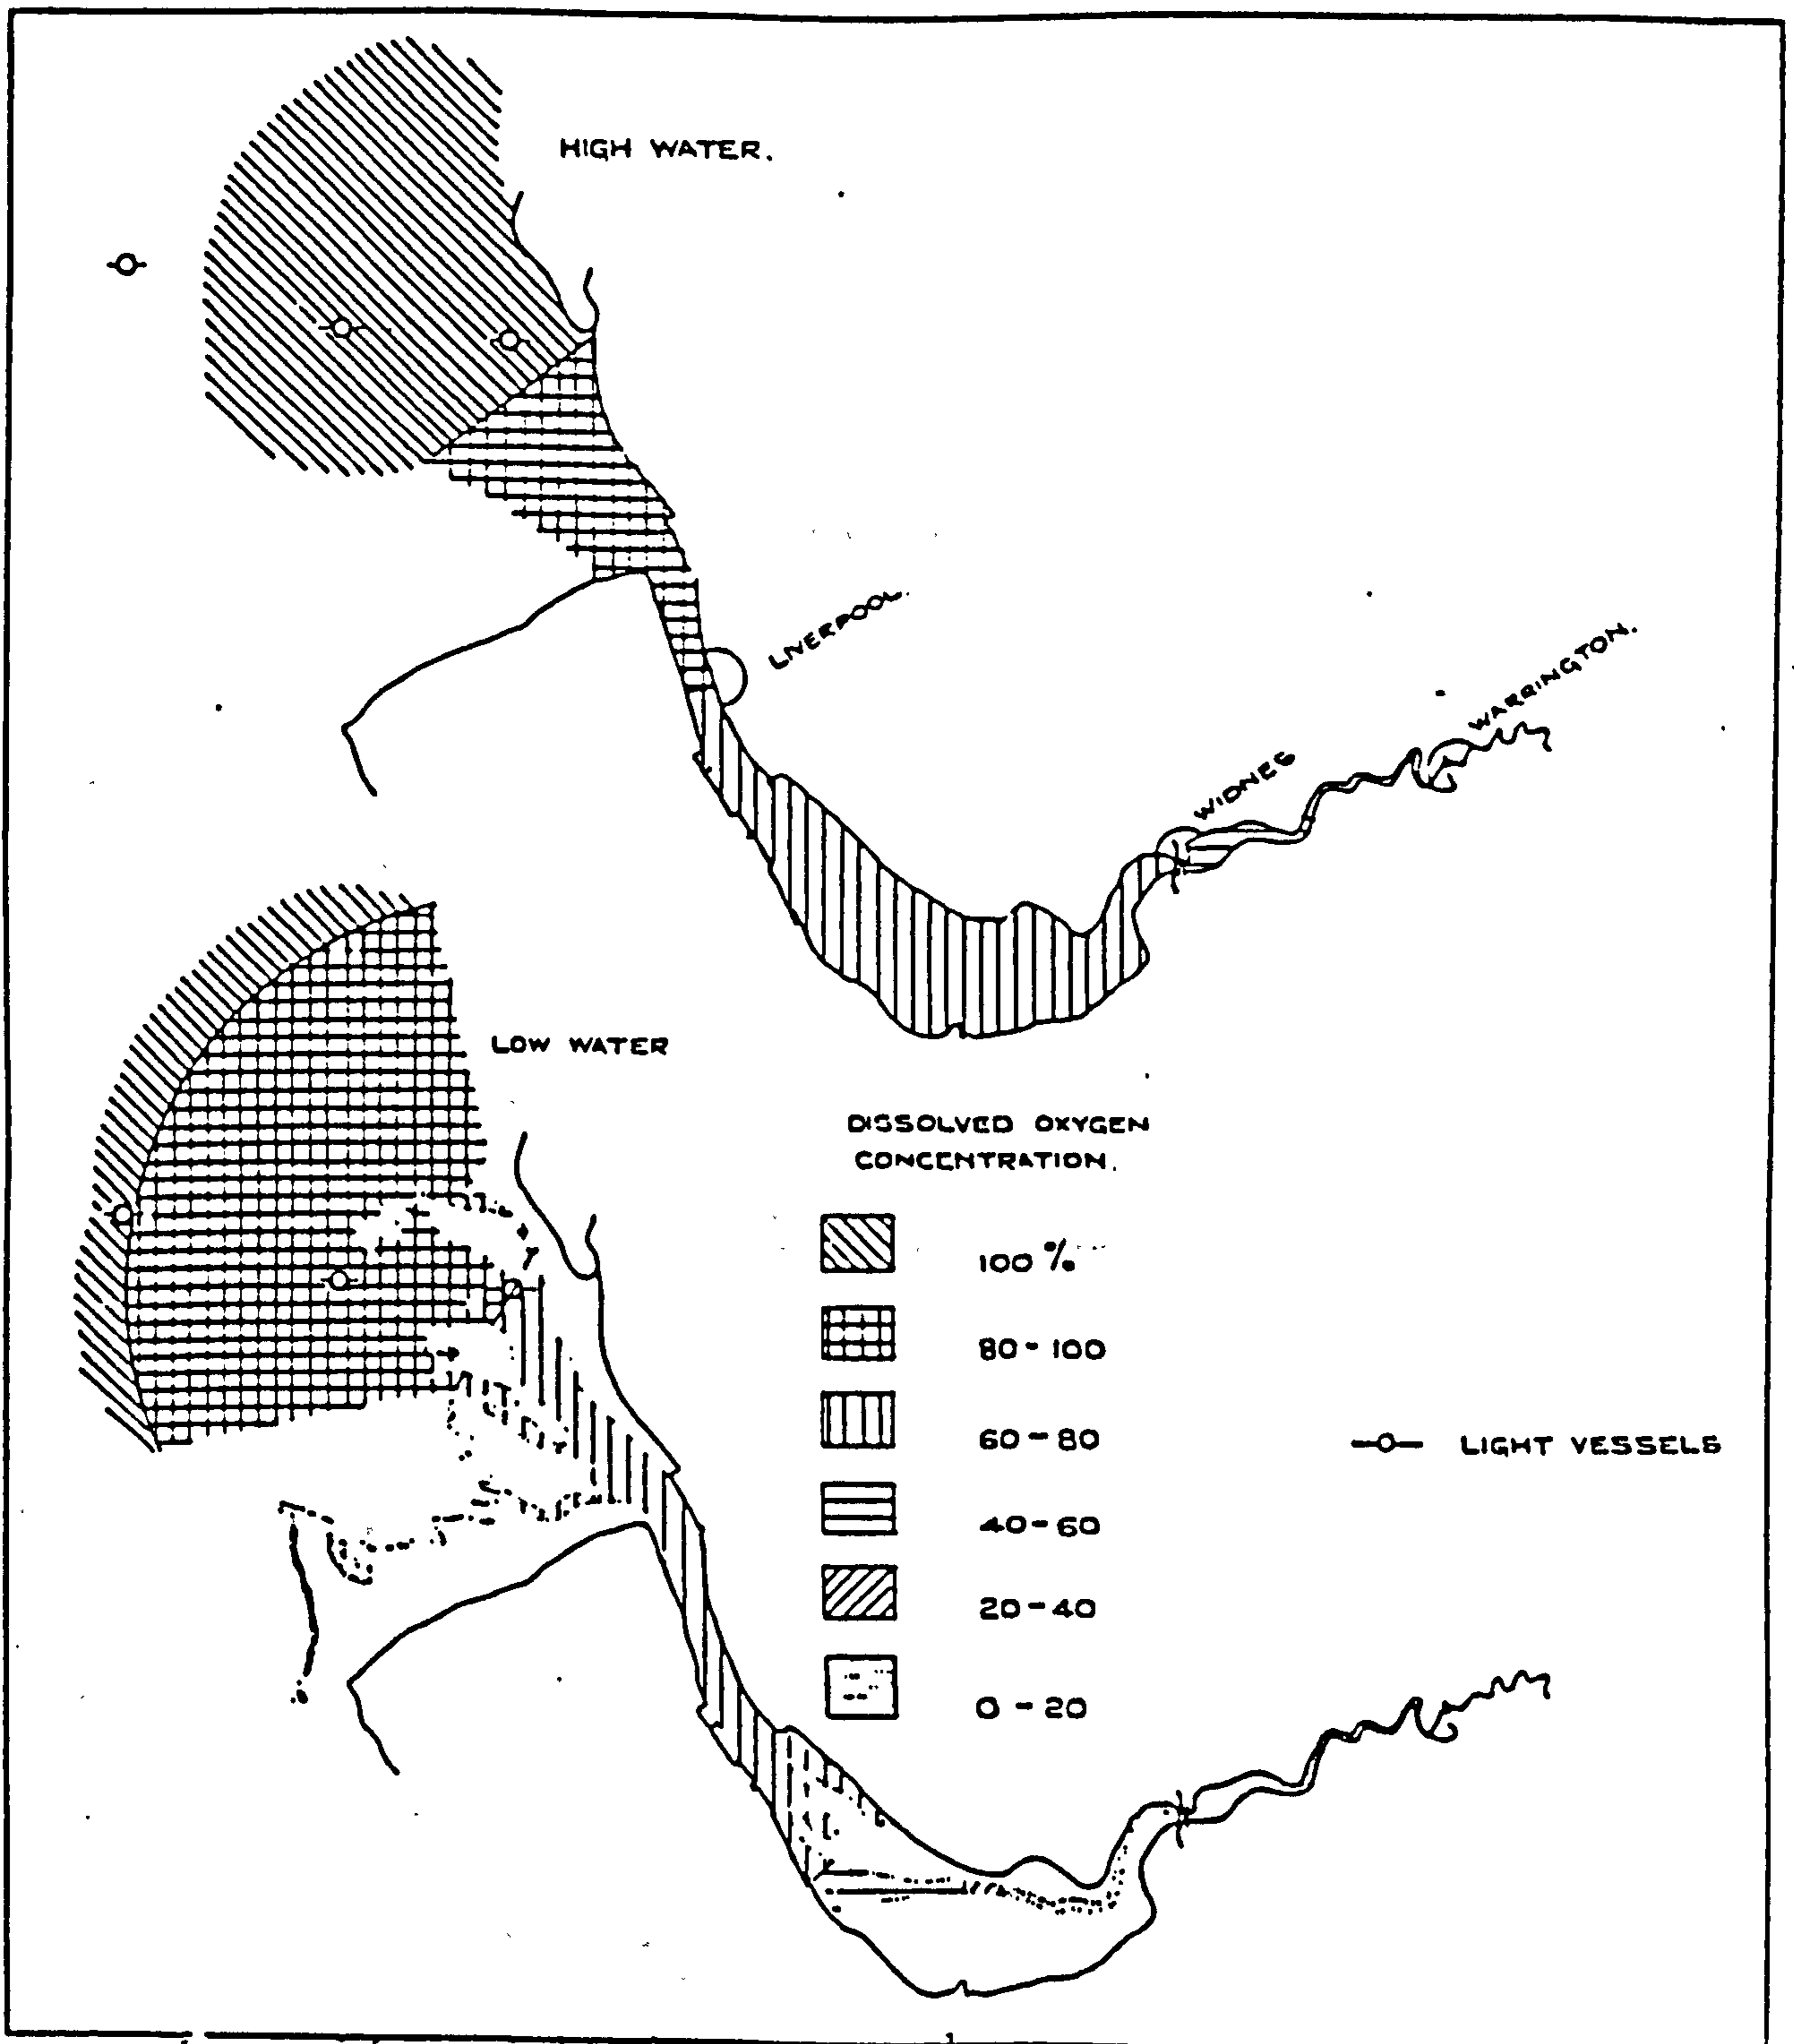 HIGH WATER.
LIVERPOOL.
WIDNES
WARRINGTON.
LOW WATER
DISSOLVED OXYGEN
CONCENTRATION.
100 %
80 - 100
60 - 80
40 - 60
20 - 40
0 - 20
LIGHT VESSELS